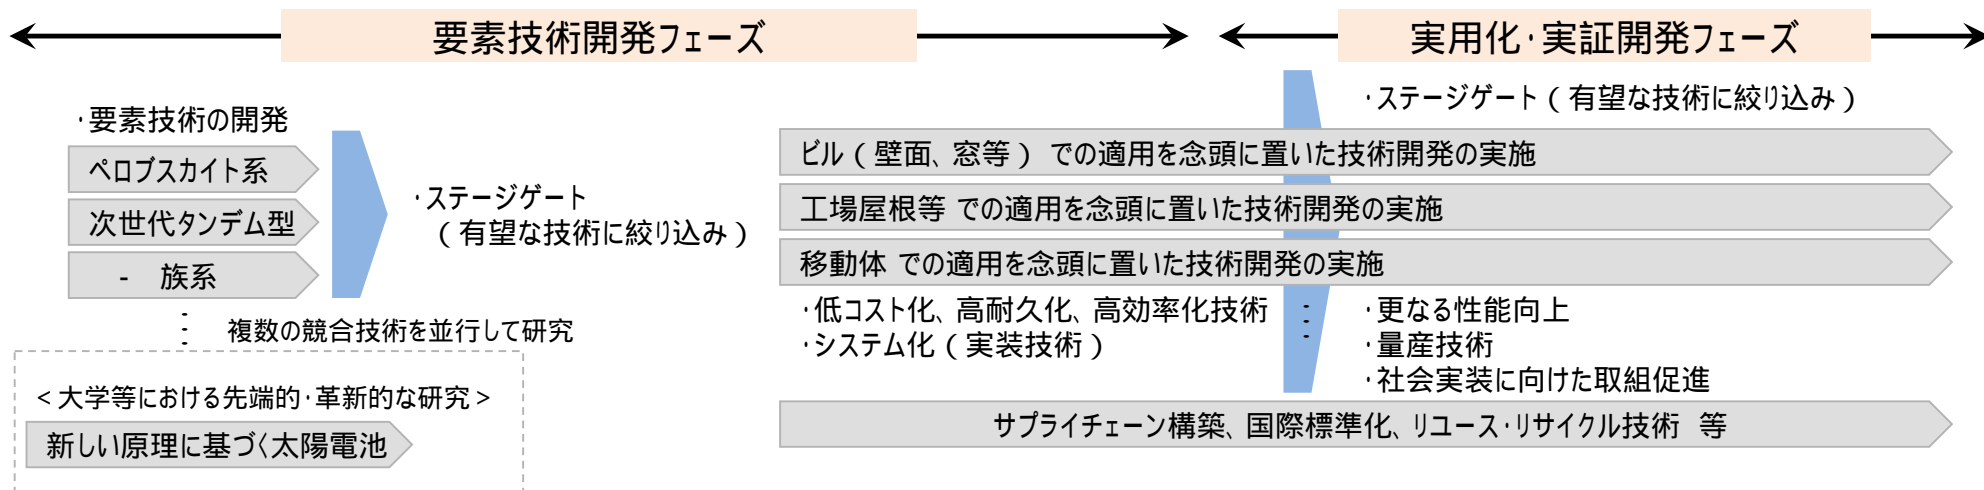 要素技術開発フェーズ
実用化・実証開発フェーズ
・要素技術の開発
ペロブスカイト系
次世代タンデム型
- 族系
複数の競合技術を並行して研究
・ステージゲート
（有望な技術に絞り込み）
＜大学等における先端的・革新的な研究＞
新しい原理に基づく太陽電池
・ステージゲート（有望な技術に絞り込み）
ビル（壁面、窓等） での適用を念頭に置いた技術開発の実施
工場屋根等 での適用を念頭に置いた技術開発の実施
移動体 での適用を念頭に置いた技術開発の実施
・低コスト化、高耐久化、高効率化技術
・システム化（実装技術）
・更なる性能向上
・量産技術
・社会実装に向けた取組促進
サプライチェーン構築、国際標準化、リユース・リサイクル技術 等